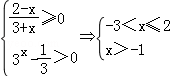 { (2-x)/(3+x) ⩾0 ⇒ { -3<x⩽2
3^x-1/3>0 x>-1